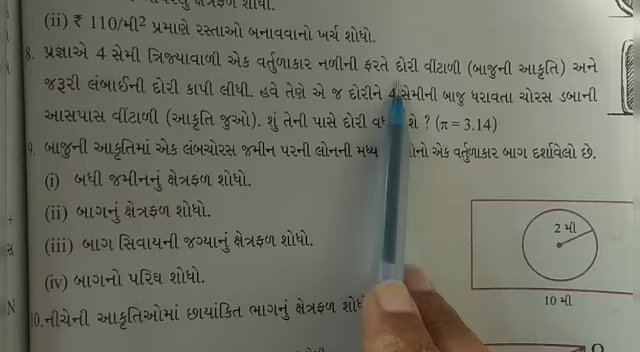 (ii) ₹ 110/મી² પ્રમાણે રસ્તાઓ બનાવવાનો ખર્ચ શોધો.
8. પ્રજ્ઞાએ 4 સેમી ત્રિજ્યાવાળી એક વર્તુળાકાર નળીની ફરતે દોરી વીંટાળી (બાજુની આકૃતિ) અને
જરૂરી લંબાઈની દોરી કાપી લીધી. હવે તેણે એ જ દોરીને 4 સેમીની બાજુ ધરાવતા ચોરસ ડબાની
આસપાસ વીંટાળી (આકૃતિ જુઓ). શું તેની પાસે દોરી ? (π = 3.14)
9. બાજુની આકૃતિમાં એક લંબચોરસ જમીન પરની લોનની મધ્ય એક વર્તુળાકાર બાગ દર્શાવેલો છે.
(i) બધી જમીનનું ક્ષેત્રફળ શોધો.
(ii) બાગનું ક્ષેત્રફળ શોધો.
(iii) બાગ સિવાયની જગ્યાનું ક્ષેત્રફળ શોધો.
2 મી
(iv) બાગનો પરિઘ શોધો.
10 મી
10. નીચેની આકૃતિઓમાં છાયાંકિત ભાગનું ક્ષેત્રફળ
N